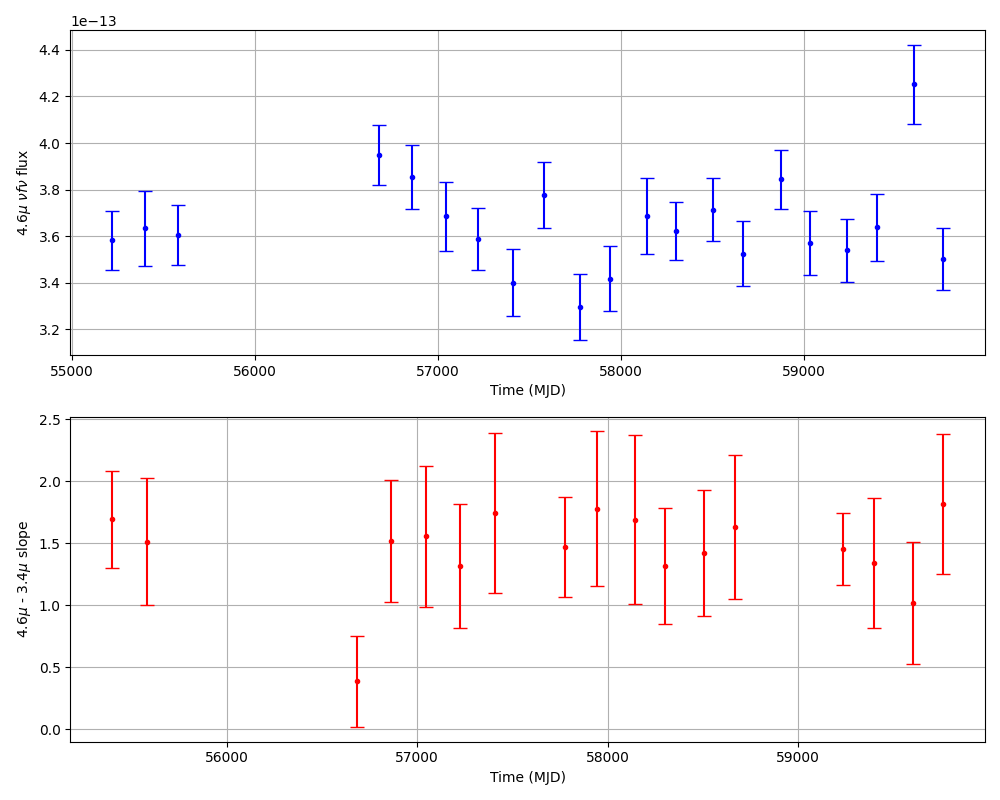 1e−13
4.4
4.2
4.0
3.8
3.6
3.4
3.2
4.6μ νfν flux
55000 56000 57000 58000 59000
Time (MJD)
2.5
2.0
1.5
1.0
0.5
0.0
4.6μ - 3.4μ slope
56000 57000 58000 59000
Time (MJD)